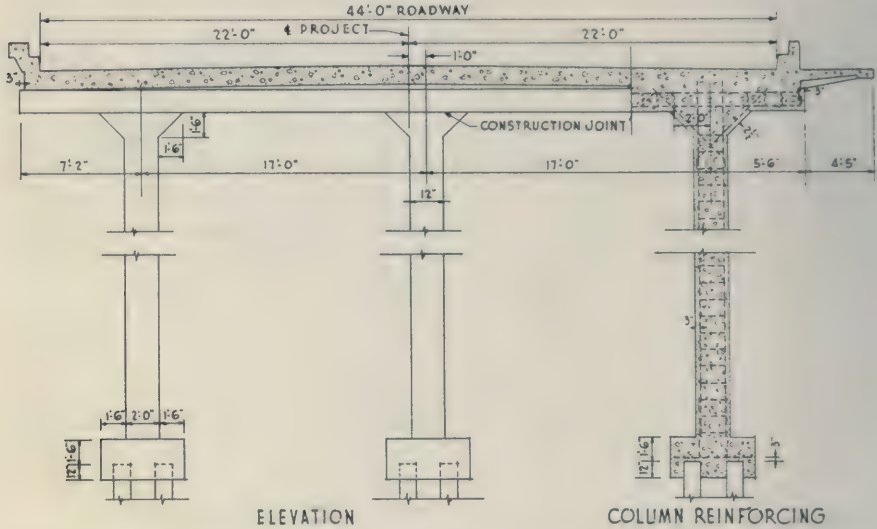 44'-0" ROADWAY
22'-0" ℄ PROJECT 22'-0"
1'-0"
3"
3"
CONSTRUCTION JOINT
2'-0"
1'-6"
1'-6"
7'-2" 17'-0" 17'-0" 5'-6" 4'-5"
12"
3"
1'-6" 2'-0" 1'-6"
1'-6"
12"
1'-6"
12"
3"
ELEVATION COLUMN REINFORCING